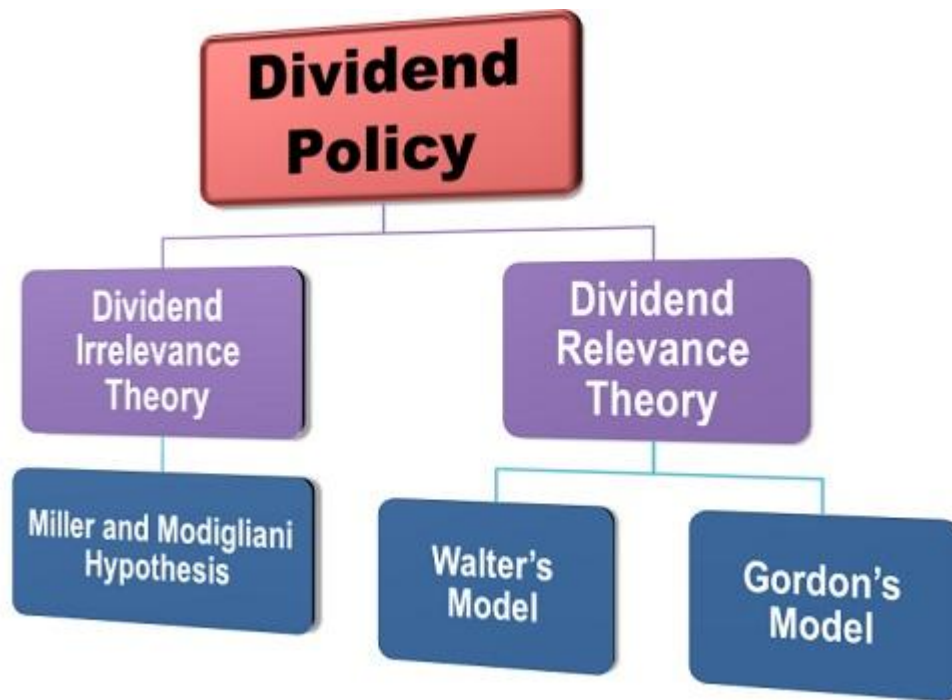 Dividend
Policy
Dividend
Irrelevance
Theory
Dividend
Relevance
Theory
Miller and Modigliani
Hypothesis
Walter's
Model
Gordon's
Model